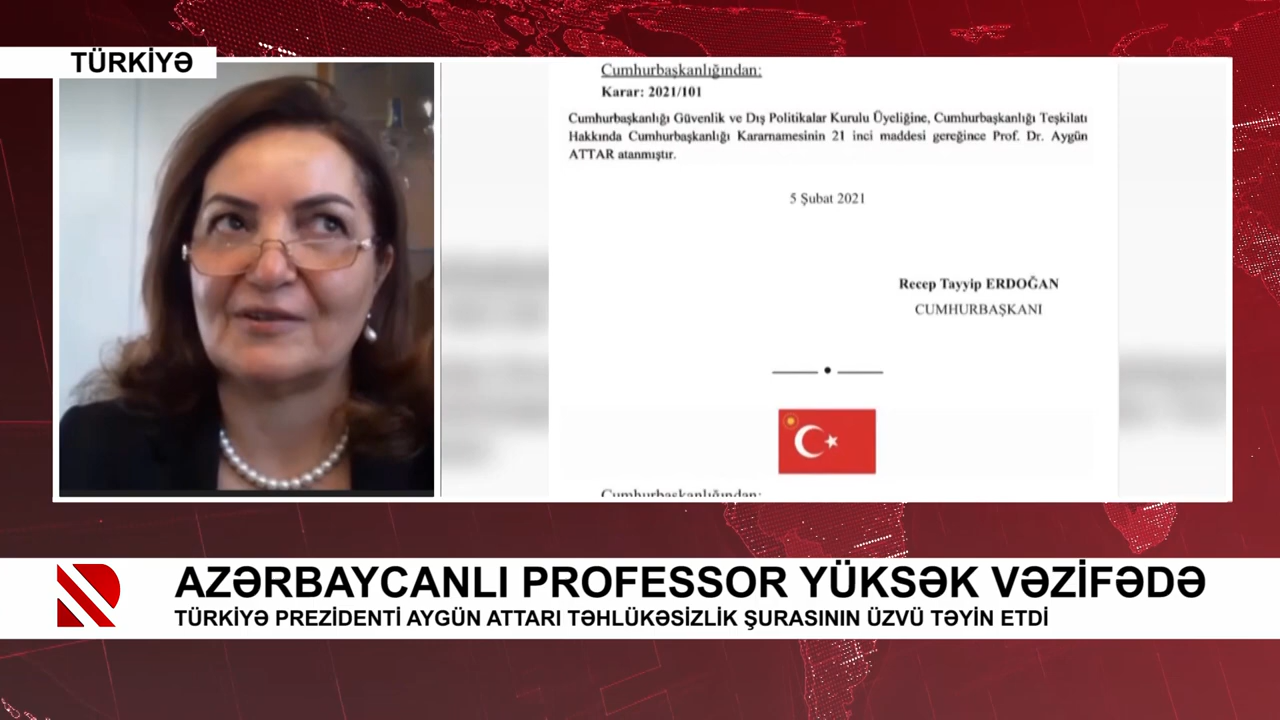 TÜRKİYƏ
Cumhurbaşkanlığından:
Karar: 2021/101
Cumhurbaşkanlığı Güvenlik ve Dış Politikalar Kurulu Üyeliğine, Cumhurbaşkanlığı Teşkilatı
Hakkında Cumhurbaşkanlığı Kararnamesinin 21 inci maddesi gereğince Prof. Dr. Aygün
ATTAR atanmıştır.
5 Şubat 2021
Recep Tayyip ERDOĞAN
CUMHURBAŞKANI
Cumhurbaşkanlığından:
AZƏRBAYCANLI PROFESSOR YÜKSƏK VƏZİFƏDƏ
TÜRKİYƏ PREZİDENTİ AYGÜN ATTARI TƏHLÜKƏSİZLİK ŞURASININ ÜZVÜ TƏYİN ETDİ